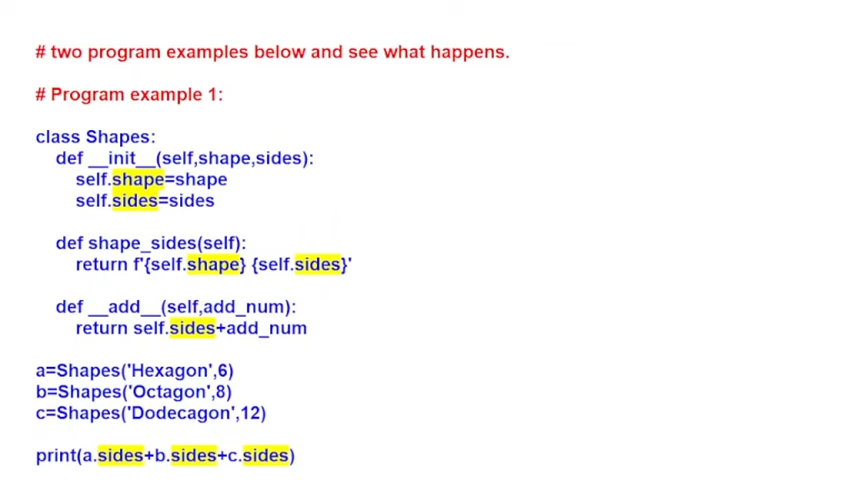 # two program examples below and see what happens.
# Program example 1:
class Shapes:
    def __init__(self,shape,sides):
        self.shape=shape
        self.sides=sides
    def shape_sides(self):
        return f'{self.shape} {self.sides}'
    def __add__(self,add_num):
        return self.sides+add_num
a=Shapes('Hexagon',6)
b=Shapes('Octagon',8)
c=Shapes('Dodecagon',12)
print(a.sides+b.sides+c.sides)